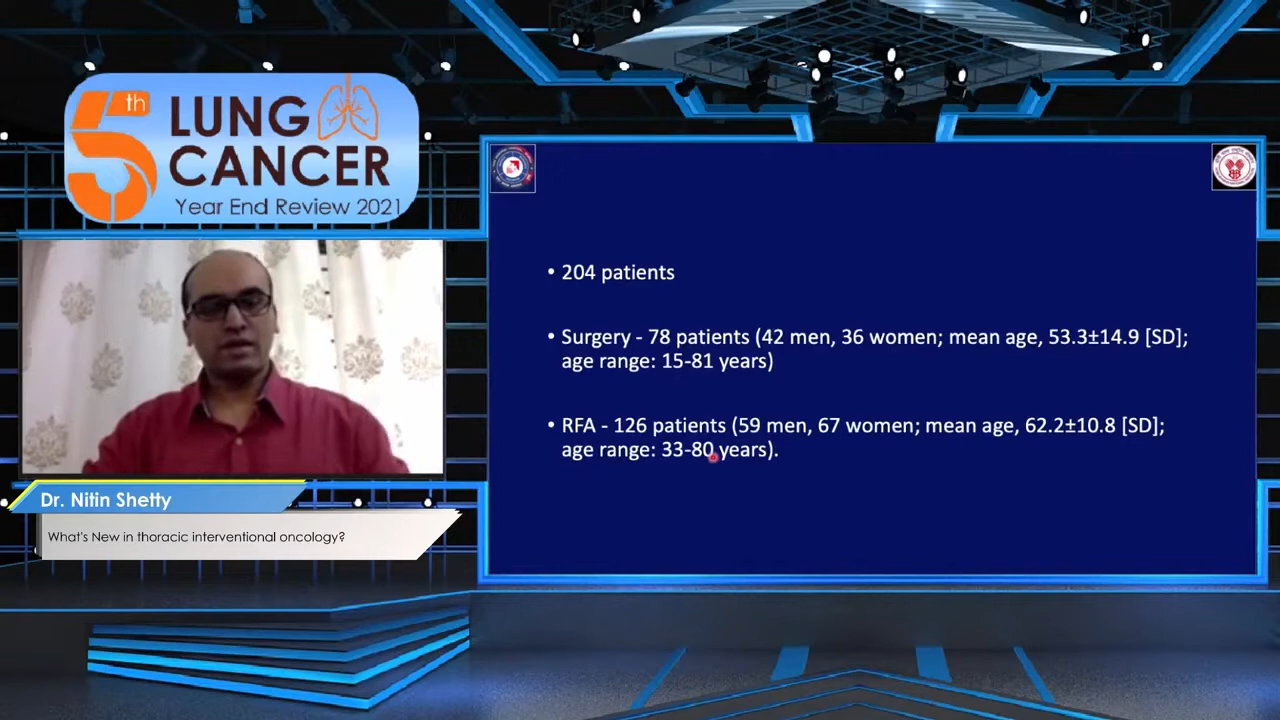 5th
LUNG
CANCER
Year End Review 2021
• 204 patients
• Surgery - 78 patients (42 men, 36 women; mean age, 53.3±14.9 [SD];
age range: 15-81 years)
• RFA - 126 patients (59 men, 67 women; mean age, 62.2±10.8 [SD];
age range: 33-80 years).
Dr. Nitin Shetty
What's New in thoracic interventional oncology?